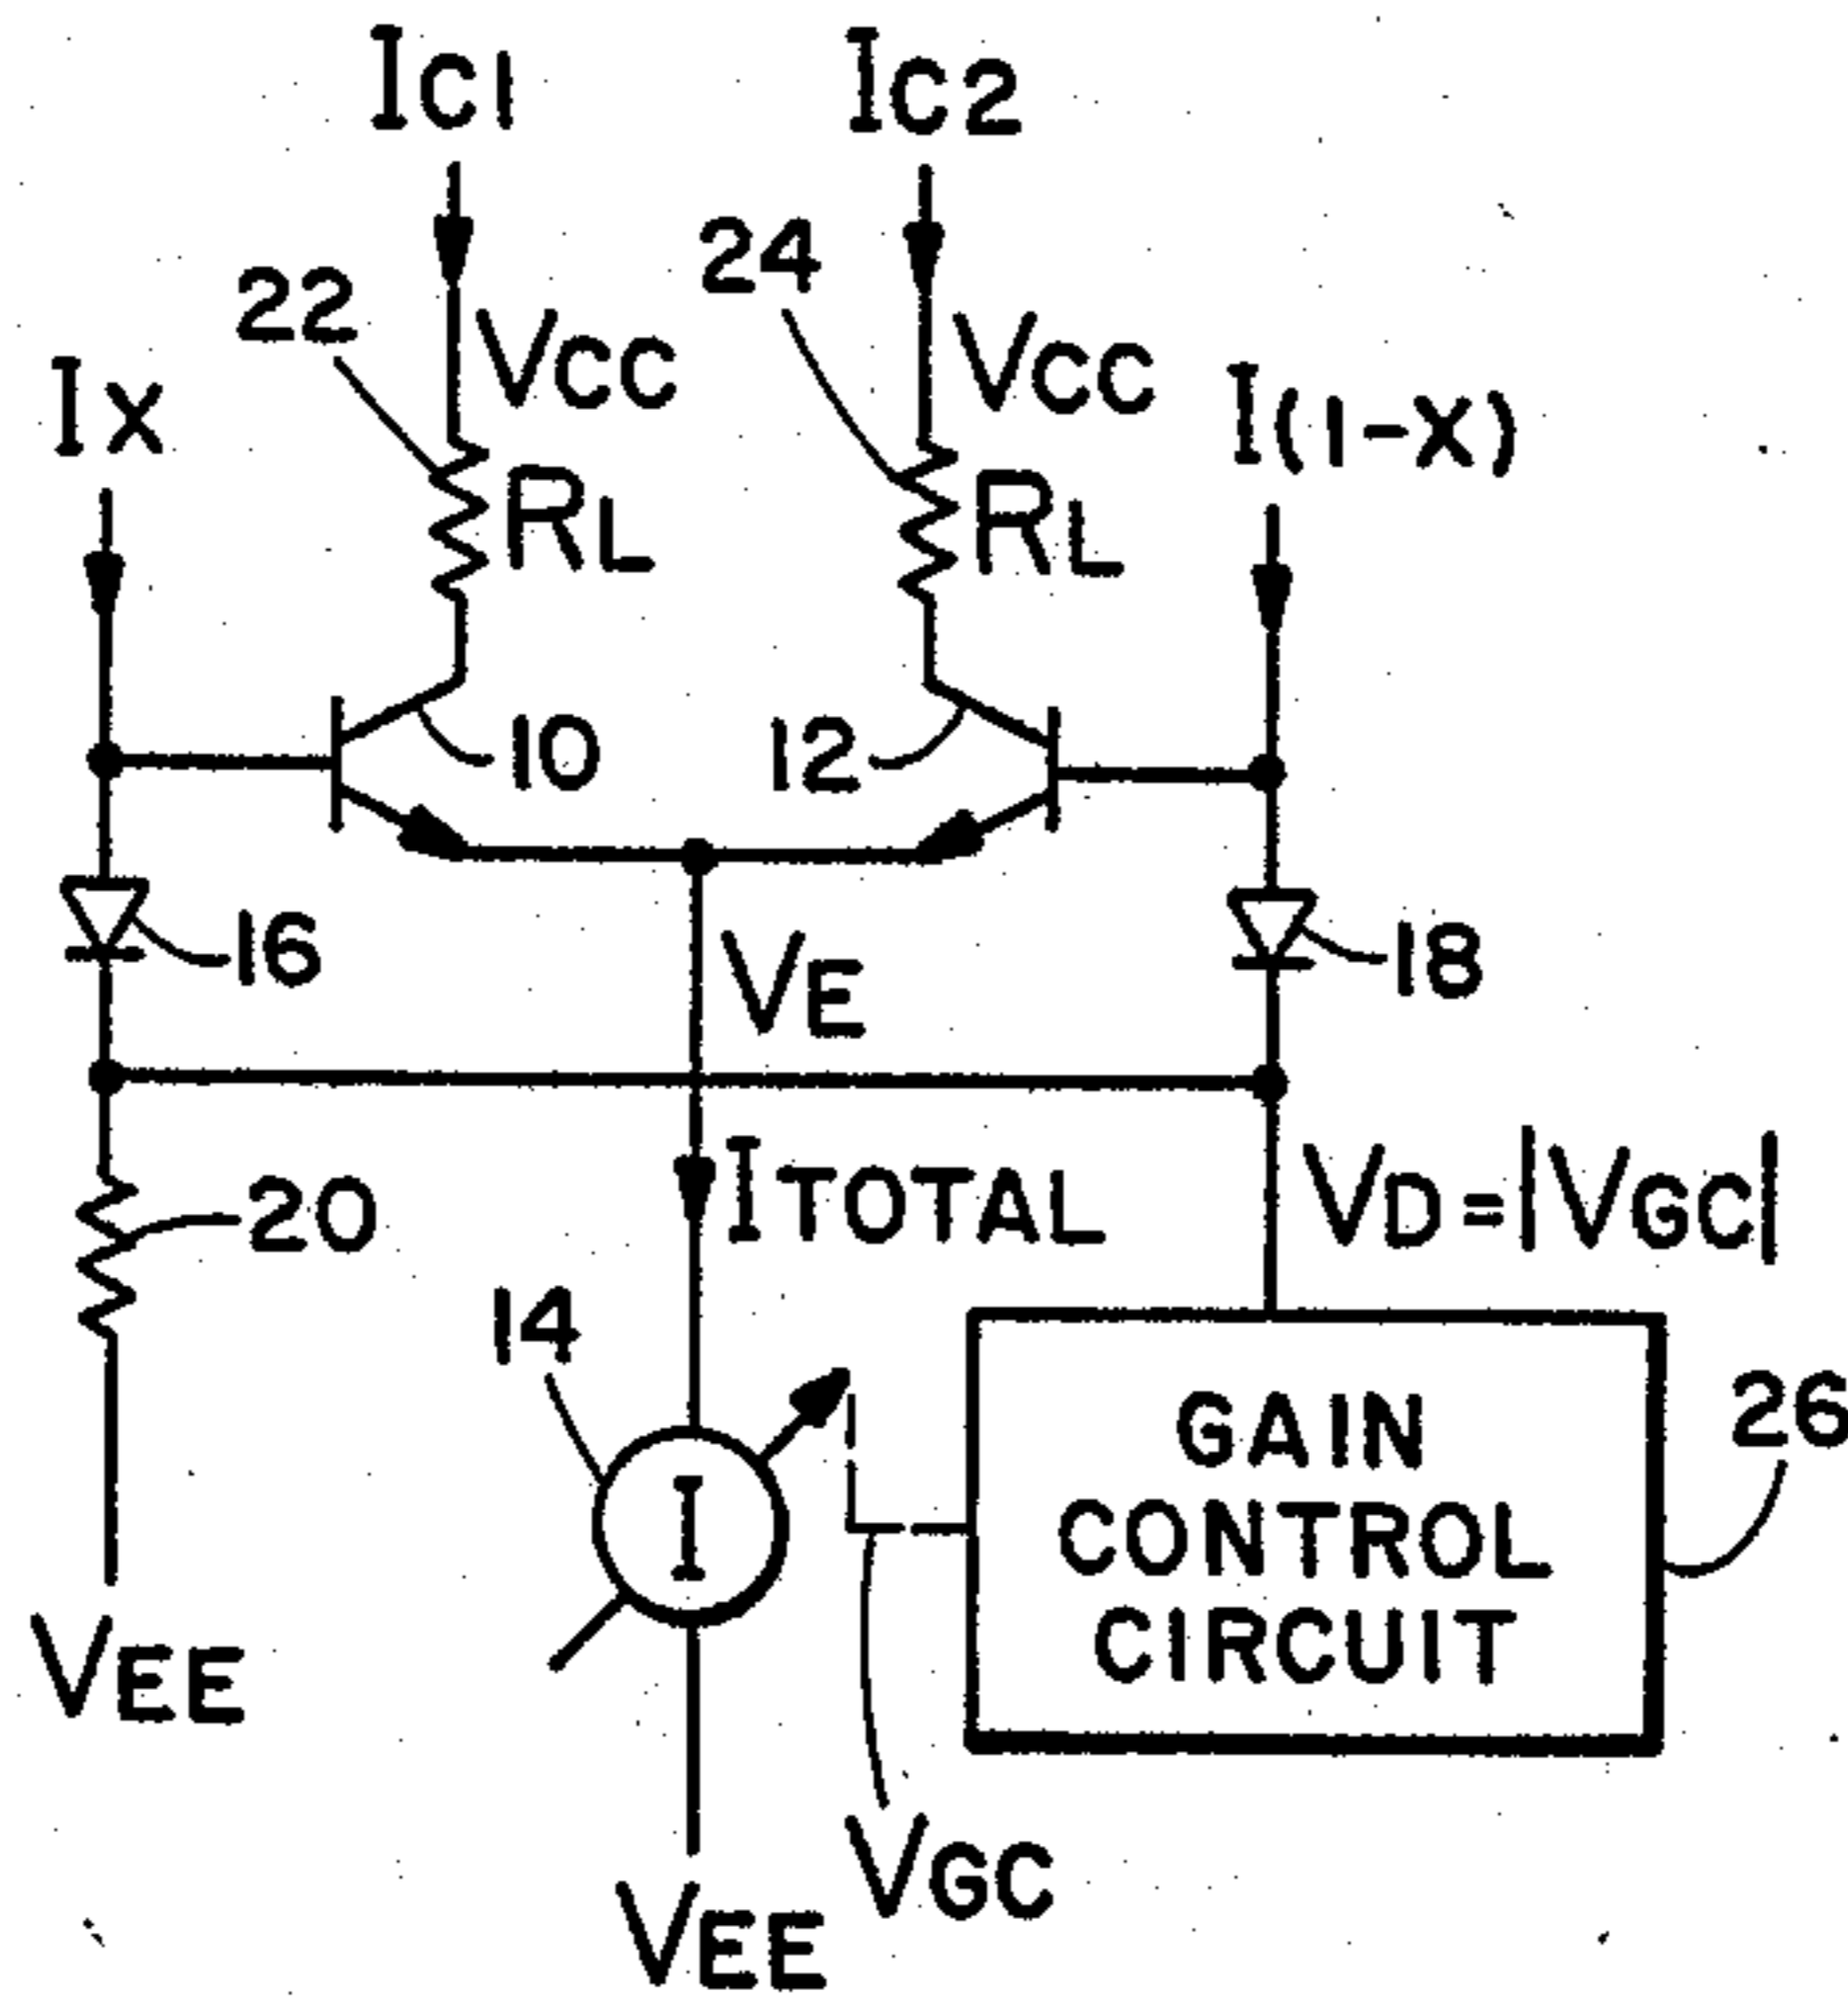 IC1
IC2
22
24
VCC
VCC
IX
I(1-X)
RL
RL
10
12
16
18
VE
20
ITOTAL
VD=|VGC|
14
I
GAIN
CONTROL
CIRCUIT
26
VEE
VGC
VEE